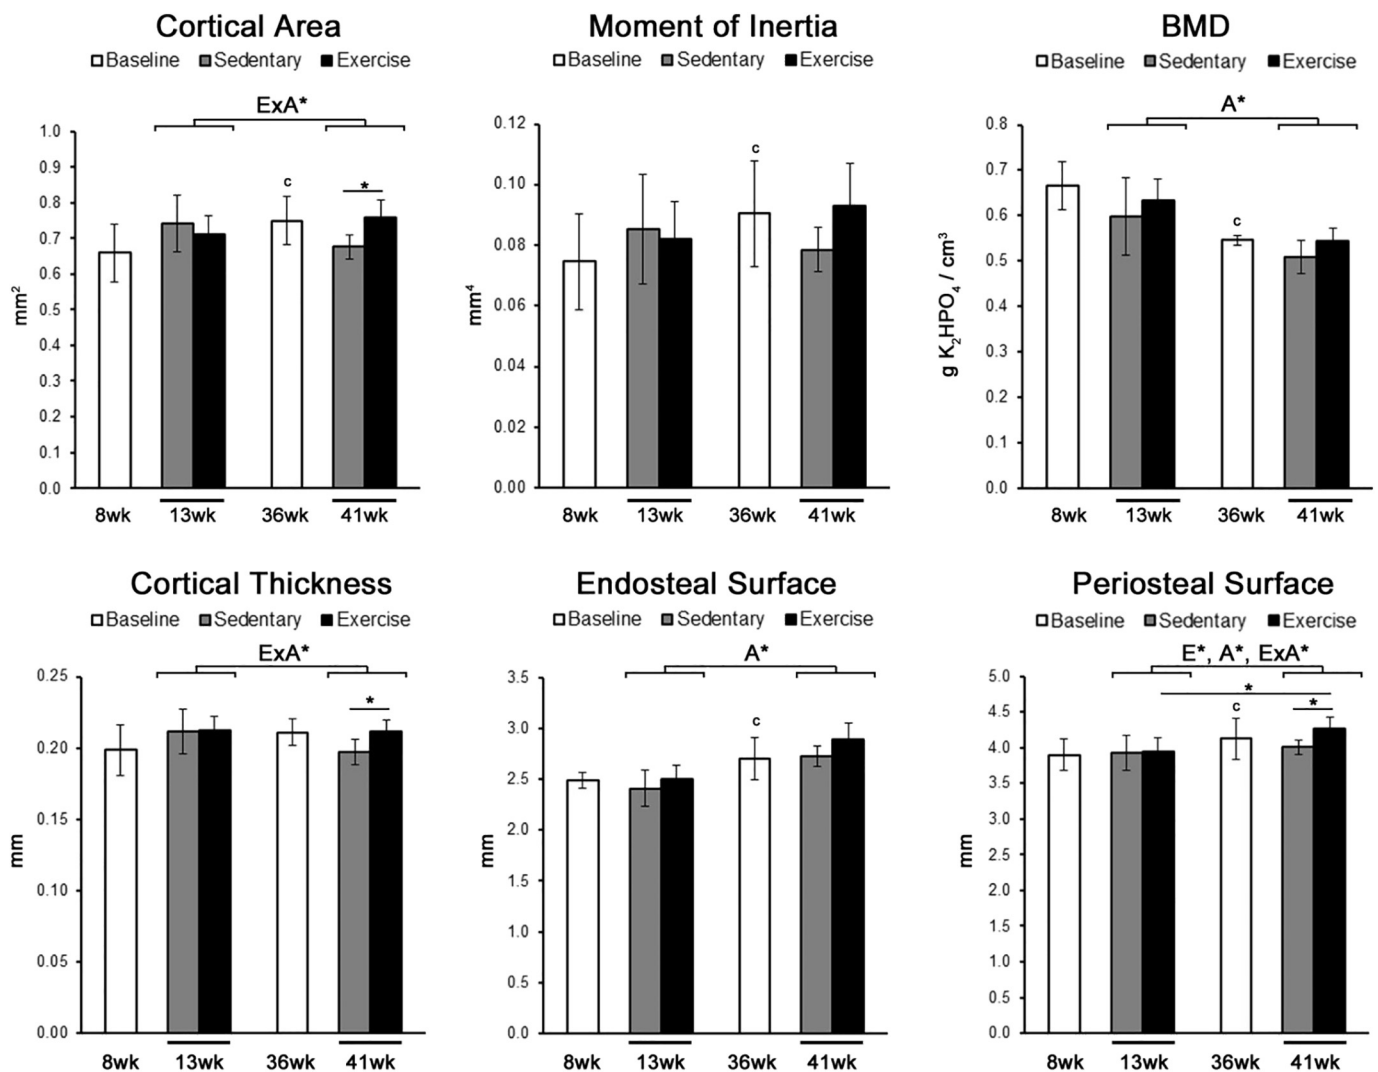 Cortical Area
Baseline Sedentary Exercise
ExA*
1.0
0.9
0.8
0.7
0.6
0.5
0.4
0.3
0.2
0.1
0.0
mm²
c
*
8wk 13wk 36wk 41wk
Moment of Inertia
Baseline Sedentary Exercise
0.12
0.10
0.08
0.06
0.04
0.02
0.00
mm⁴
c
8wk 13wk 36wk 41wk
BMD
Baseline Sedentary Exercise
A*
0.8
0.7
0.6
0.5
0.4
0.3
0.2
0.1
0.0
g K₂HPO₄ / cm³
c
8wk 13wk 36wk 41wk
Cortical Thickness
Baseline Sedentary Exercise
ExA*
0.25
0.20
0.15
0.10
0.05
0.00
mm
*
8wk 13wk 36wk 41wk
Endosteal Surface
Baseline Sedentary Exercise
A*
3.5
3.0
2.5
2.0
1.5
1.0
0.5
0.0
mm
c
8wk 13wk 36wk 41wk
Periosteal Surface
Baseline Sedentary Exercise
E*, A*, ExA*
5.0
4.5
4.0
3.5
3.0
2.5
2.0
1.5
1.0
0.5
0.0
mm
*
c
*
8wk 13wk 36wk 41wk